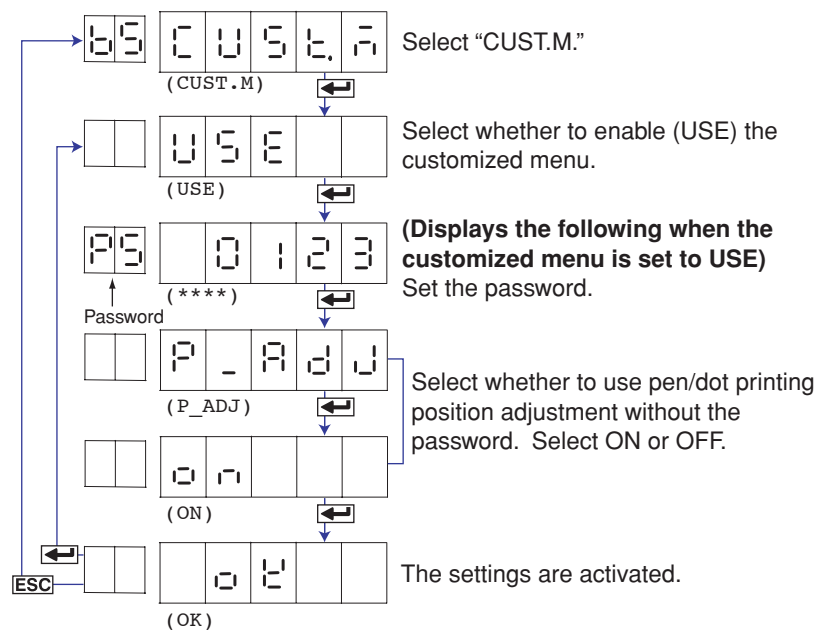 bS CUSt.m Select “CUST.M.”
(CUST.M)
USE Select whether to enable (USE) the
customized menu.
(USE)
(Displays the following when the
PS 0123 customized menu is set to USE)
(****) Set the password.
Password
P_AdJ
(P_ADJ)
Select whether to use pen/dot printing
position adjustment without the
password. Select ON or OFF.
on
(ON)
oK The settings are activated.
ESC
(OK)